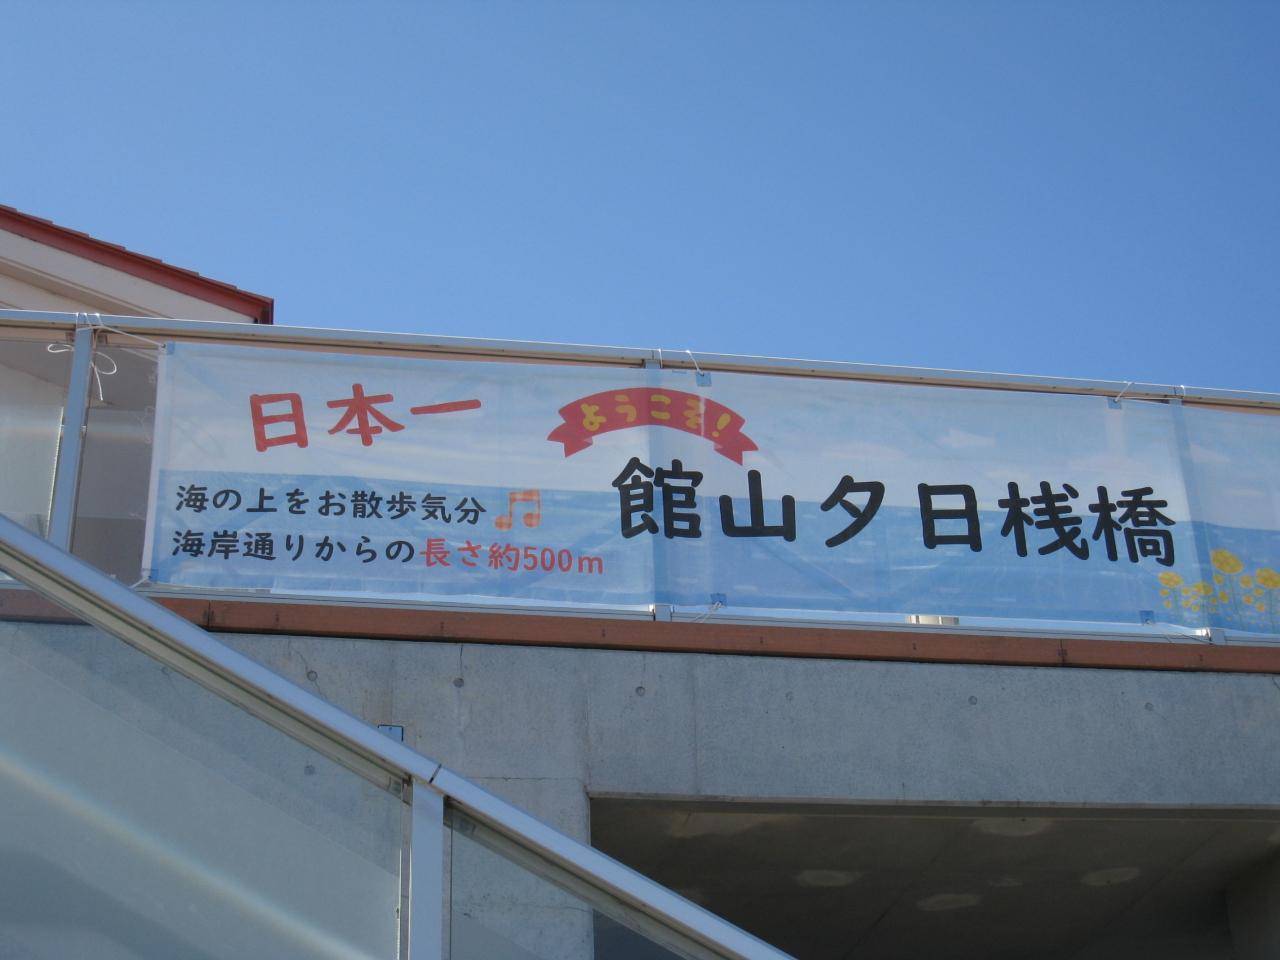 日本一
海の上をお散歩気分
海岸通りからの長さ約500m
ようこそ!
館山夕日桟橋